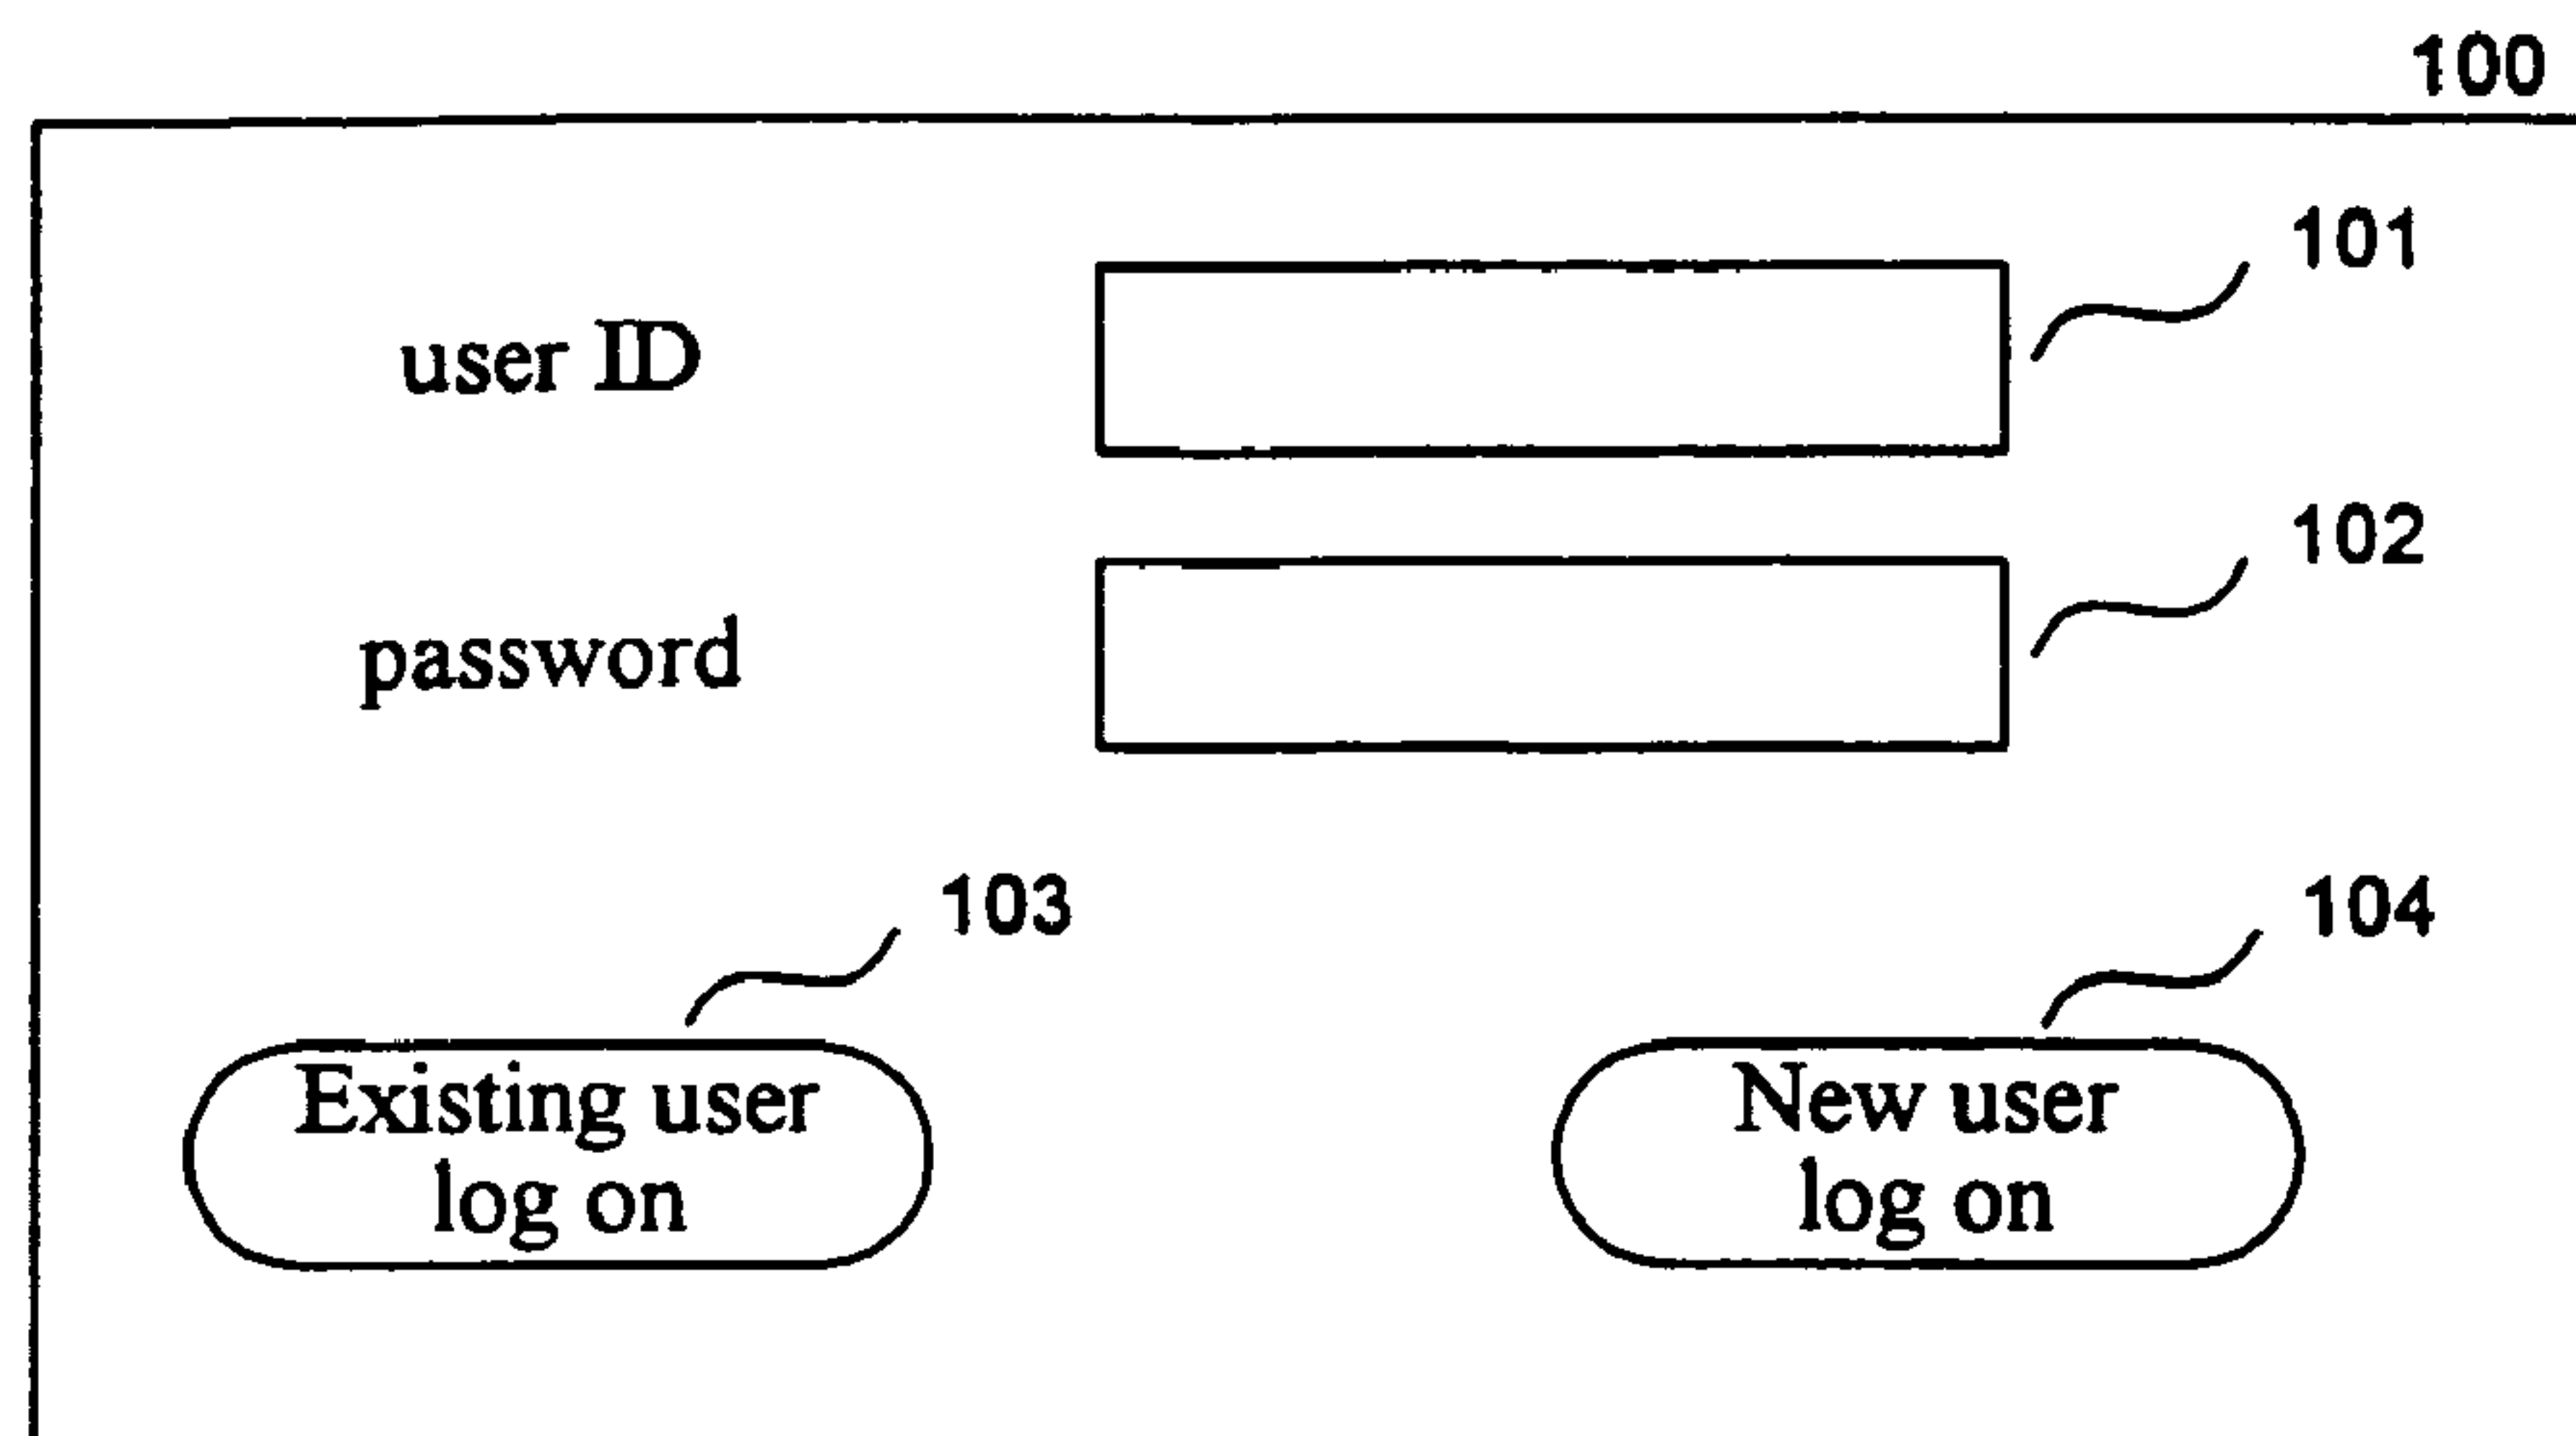 100
101
user ID
102
password
103
104
Existing user
log on
New user
log on